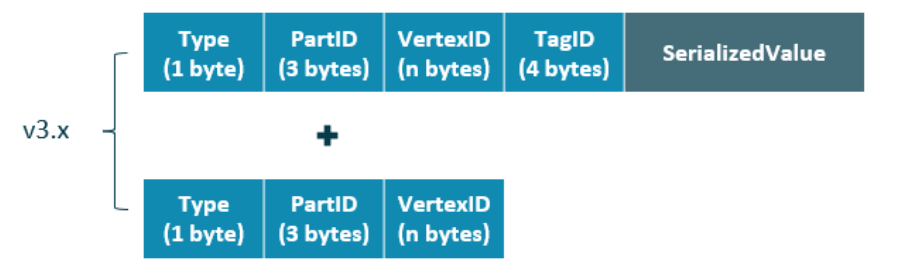 Type PartID VertexID TagID
(1 byte) (3 bytes) (n bytes) (4 bytes) SerializedValue
v3.x
+
Type PartID VertexID
(1 byte) (3 bytes) (n bytes)